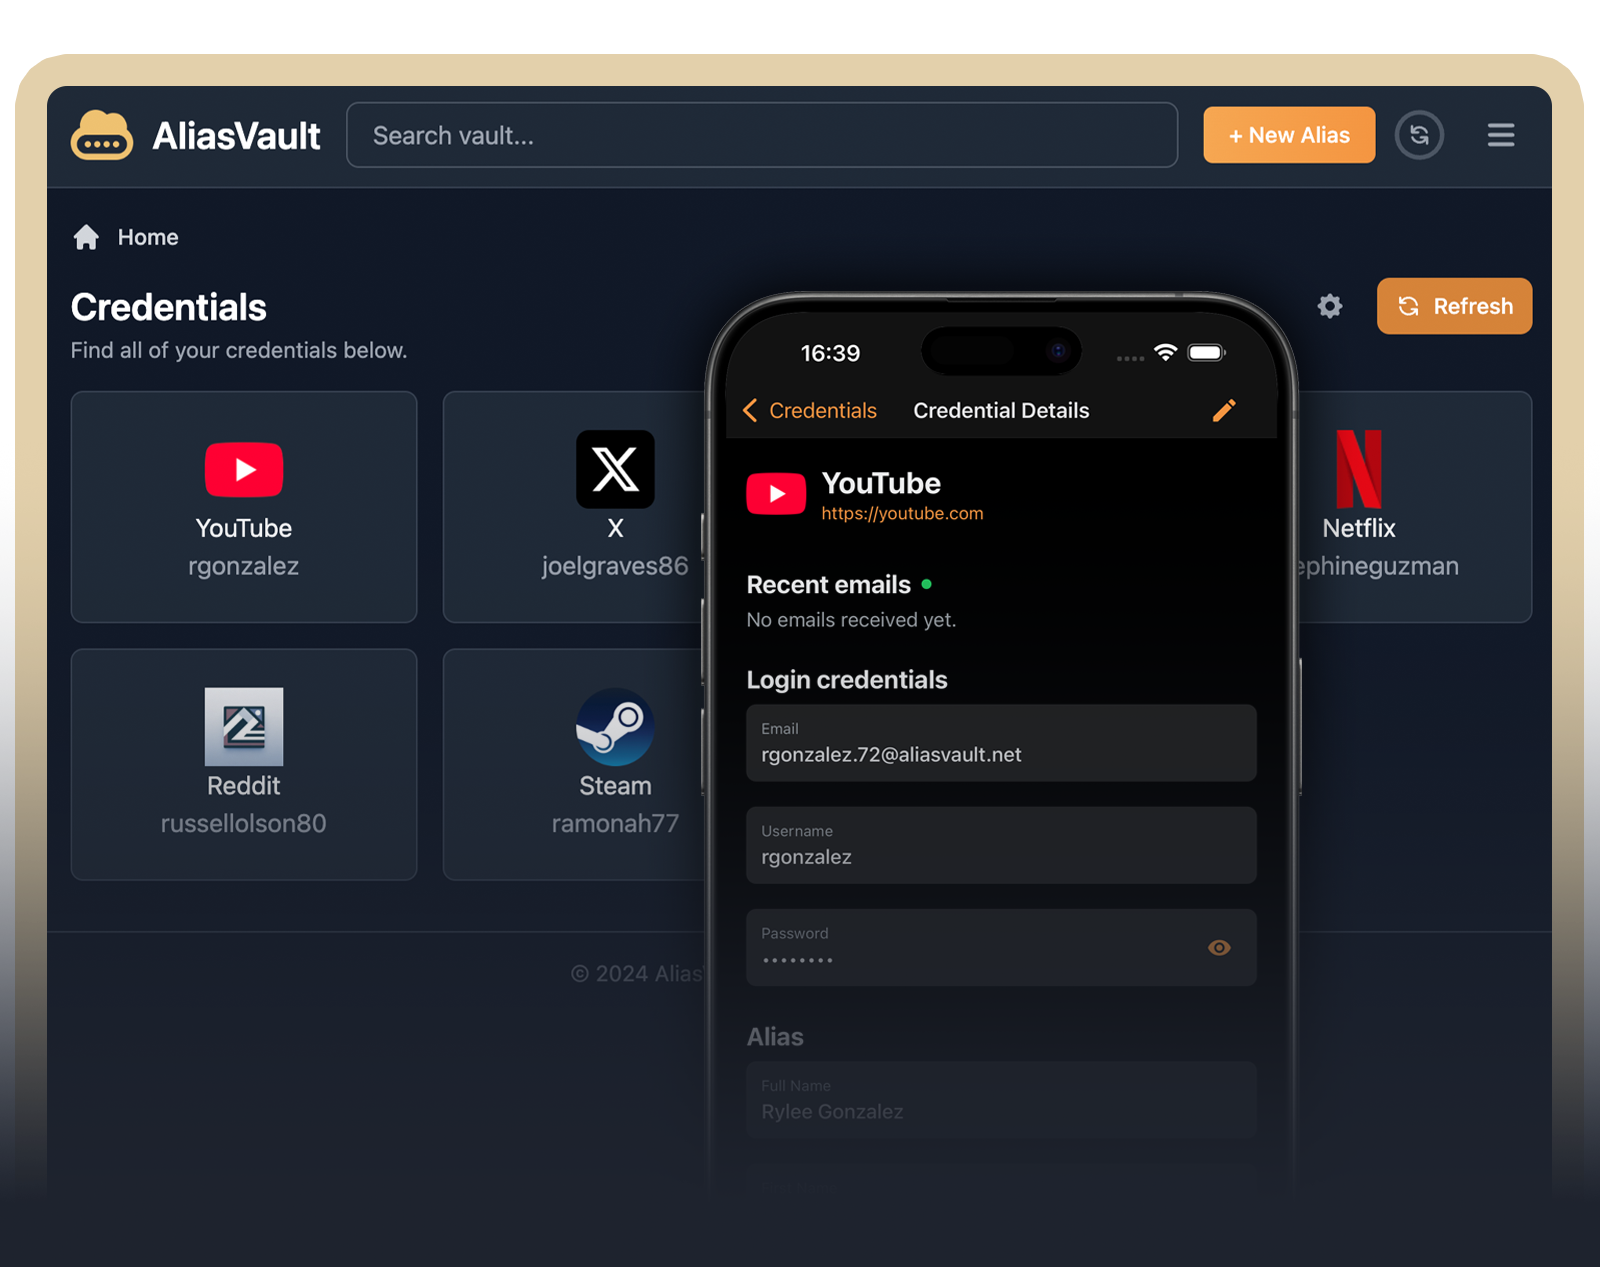 AliasVault
Search vault...
+ New Alias
Home
Credentials
Find all of your credentials below.
Refresh
YouTube
rgonzalez
X
joelgraves86
Netflix
ephineguzman
Reddit
russellolson80
Steam
ramonah77
© 2024 Alias
16:39
Credentials
Credential Details
YouTube
https://youtube.com
Recent emails
No emails received yet.
Login credentials
Email
rgonzalez.72@aliasvault.net
Username
rgonzalez
Password
••••••••
Alias
Full Name
Rylee Gonzalez